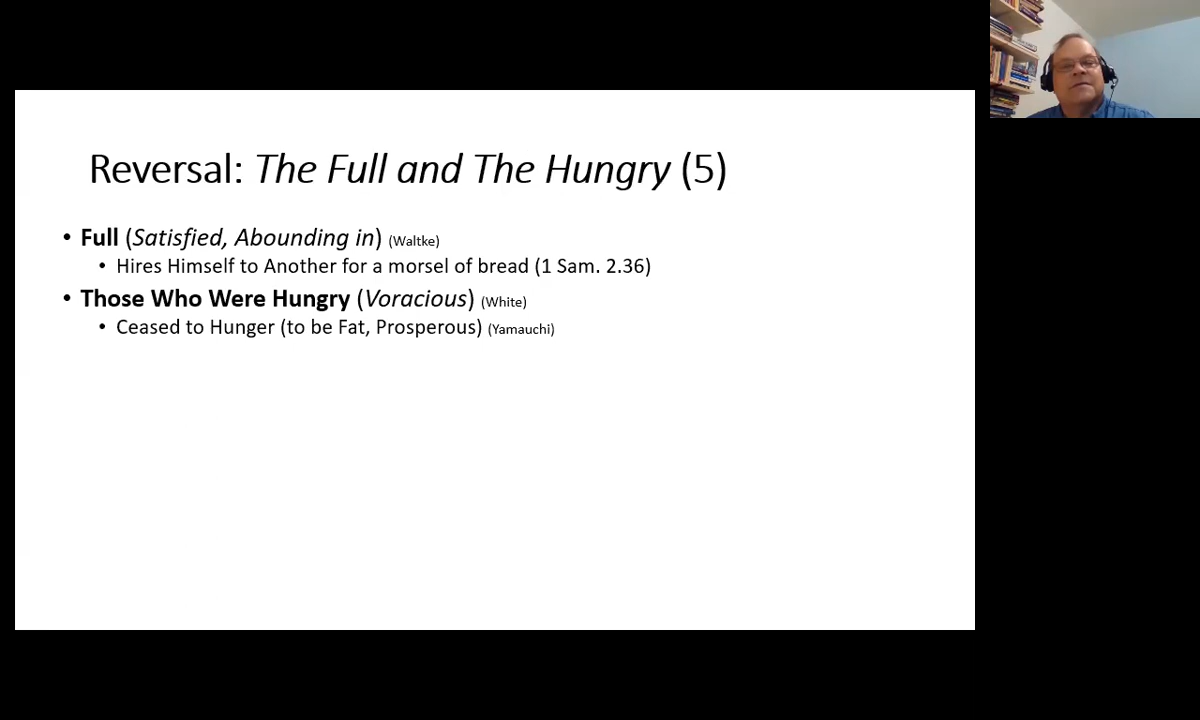 Reversal: The Full and The Hungry (5)
• Full (Satisfied, Abounding in) (Waltke)
• Hires Himself to Another for a morsel of bread (1 Sam. 2.36)
• Those Who Were Hungry (Voracious) (White)
• Ceased to Hunger (to be Fat, Prosperous) (Yamauchi)